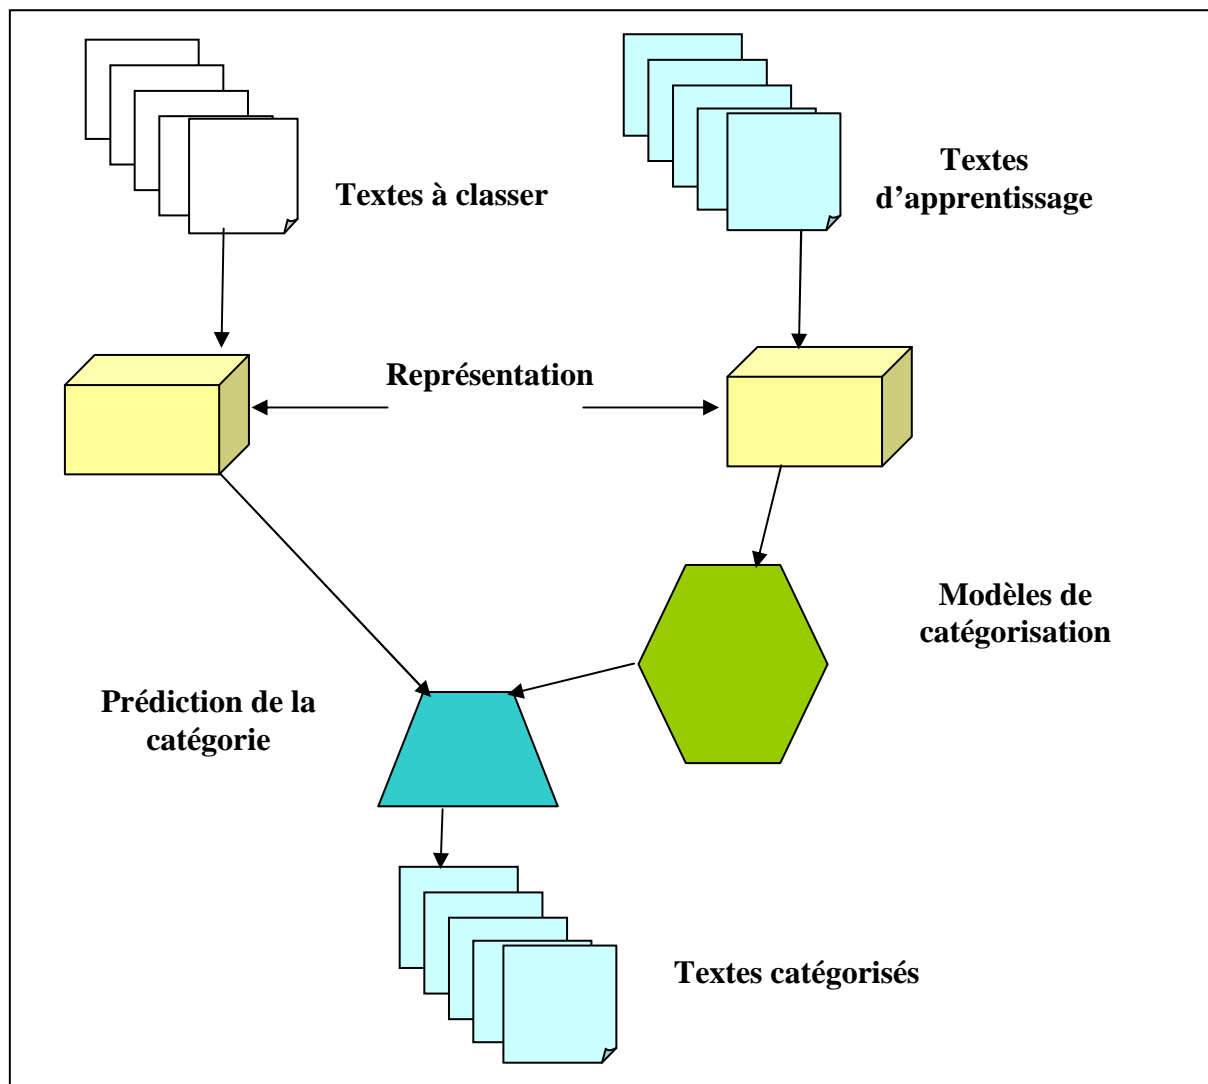 Textes à classer
Textes
d’apprentissage
Représentation
Modèles de
catégorisation
Prédiction de la
catégorie
Textes catégorisés